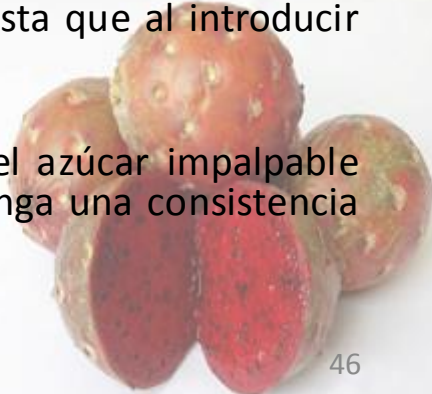 sta que al introducir
el azúcar impalpable
nga una consistencia
46